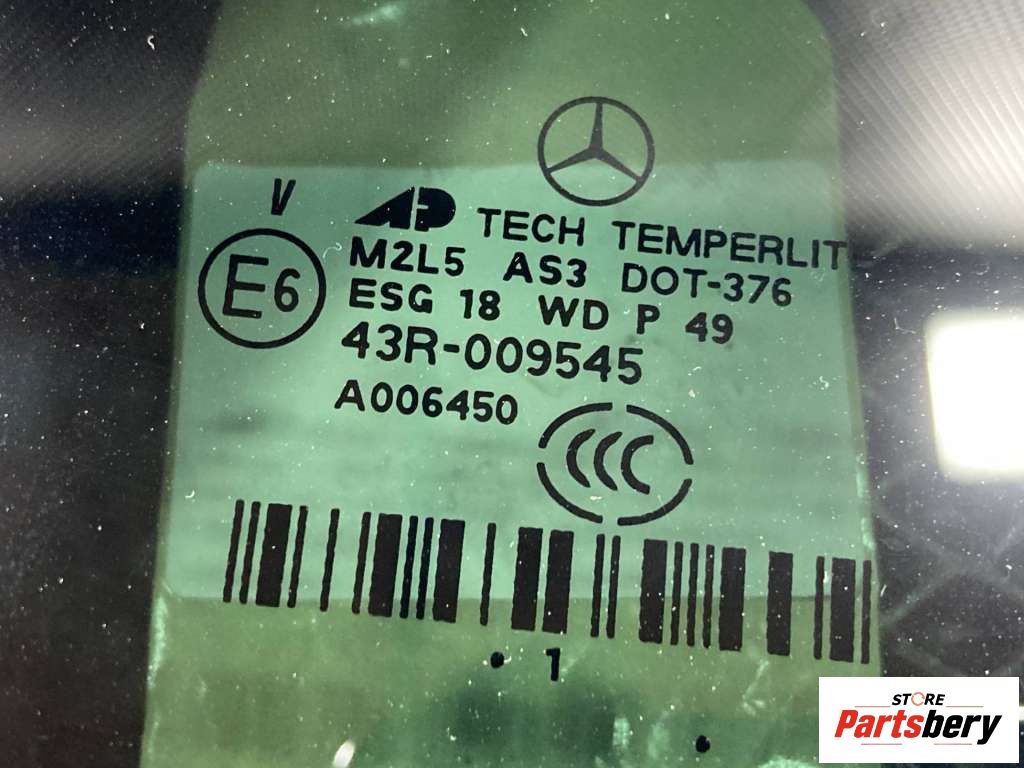 V
AP TECH TEMPERLIT
E6
M2L5 AS3 DOT-376
ESG 18 WD P 49
43R-009545
A006450
CCC
. 1
STORE
Partsbery